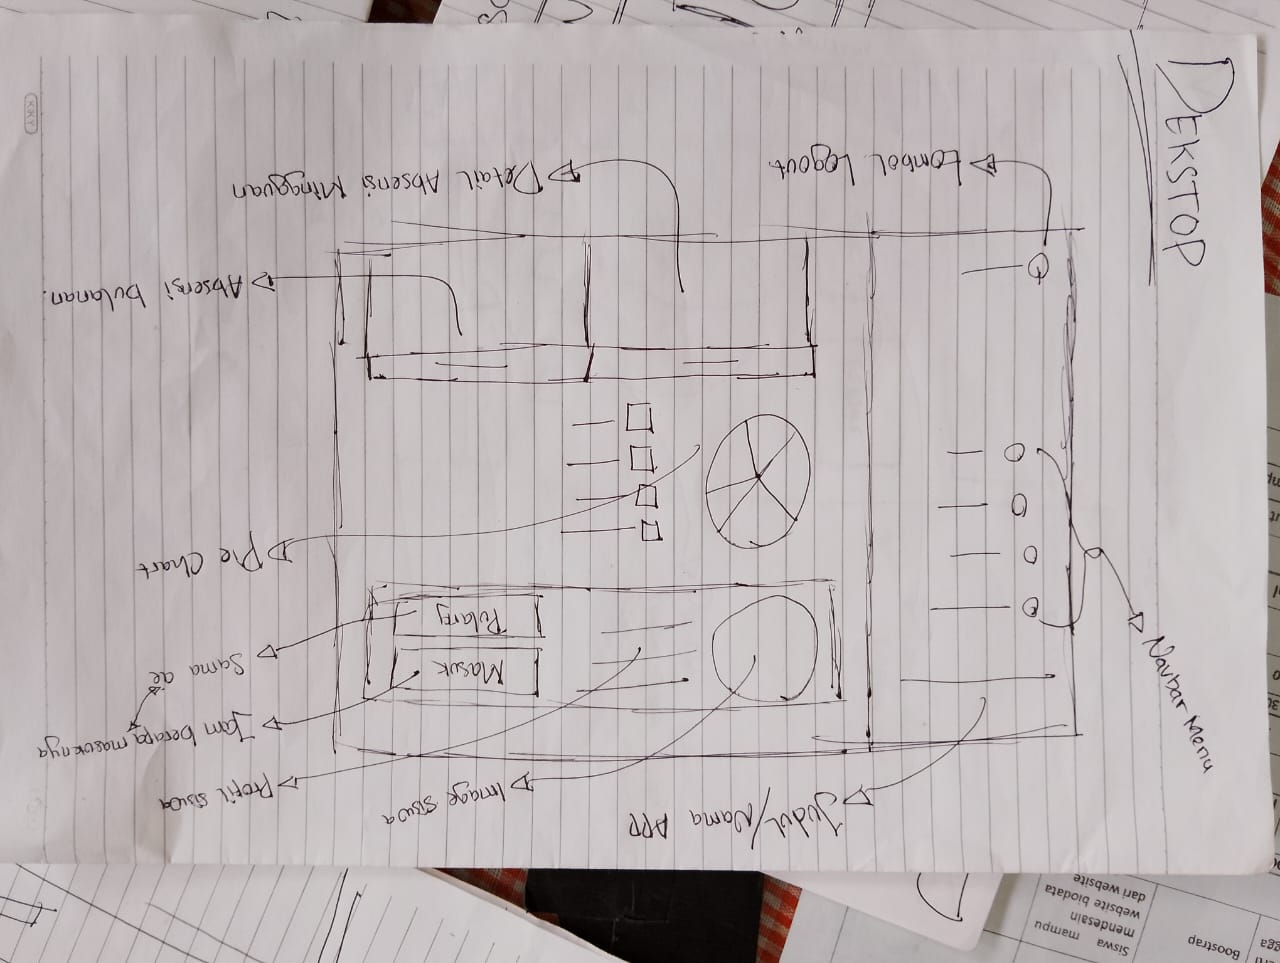 Boostrap
Siswa mampu
mendesain
website biodata
dari website
Judul/Nama APP
Image siswa
Profil siswa
Navbar Menu
Jam berapa masuknya
Masuk
Sama ae
Pulang
Pie Chart
Absensi bulanan.
Detail Absensi Mingguan
tombol Logout.
DEKSTOP
KIKY